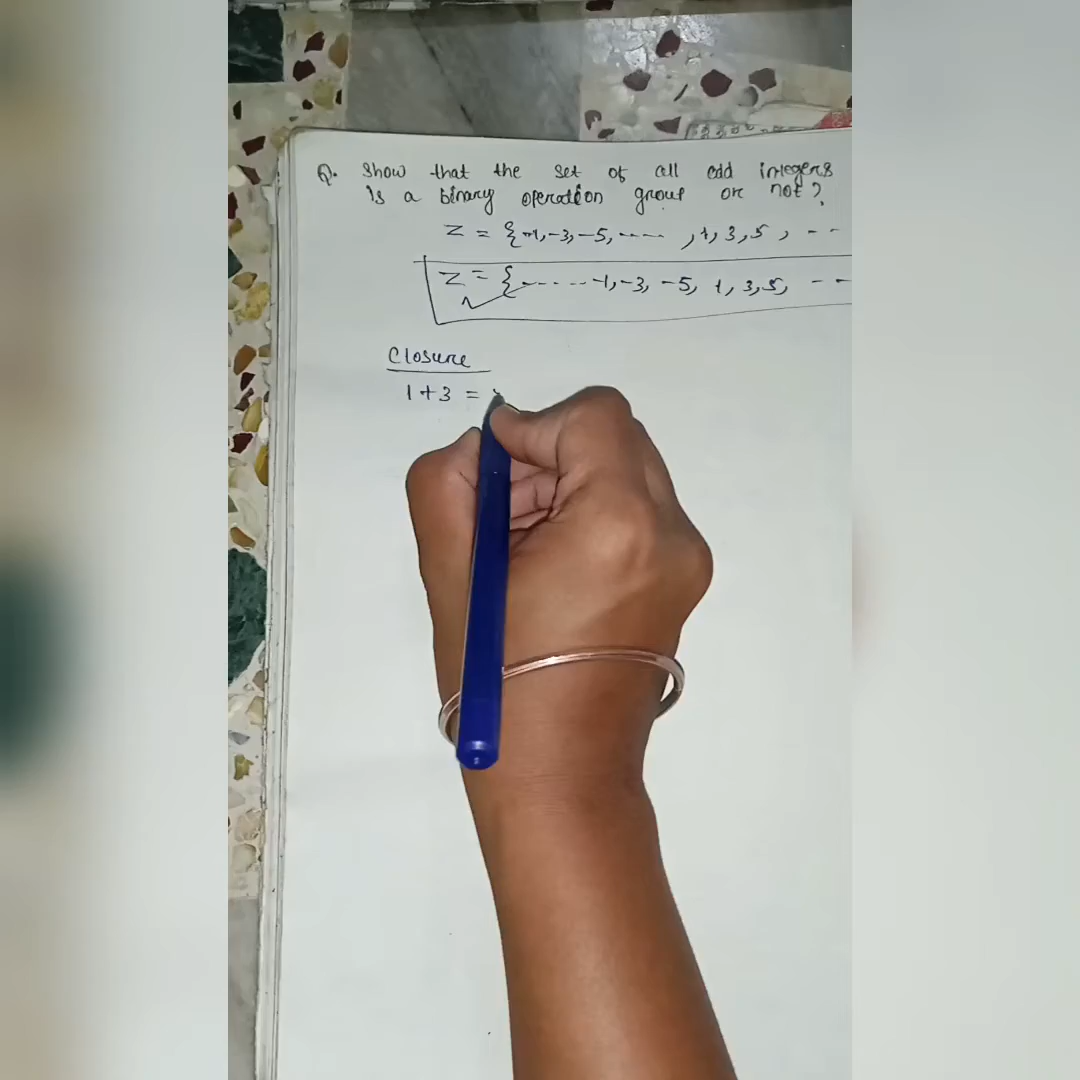 Q. Show that the set of all odd integers
is a binary operation group or not?
Z = {-1, -3, -5, ---- , 1, 3, 5, --
Z = { ----- -1, -3, -5, 1, 3, 5, --
Closure
1+3 =